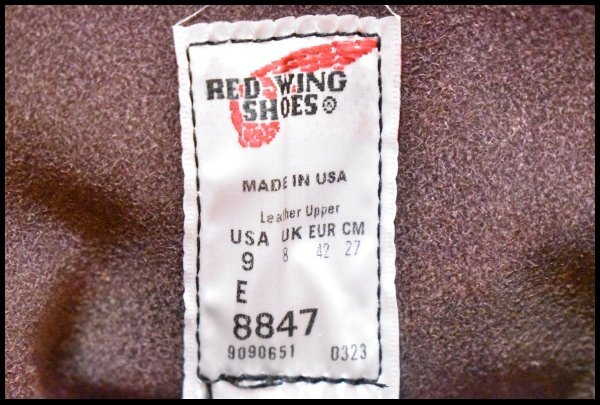 RED WING
SHOES®
MADE IN USA
Leather Upper
USA UK EUR CM
9 8 42 27
E
8847
9090651 0323